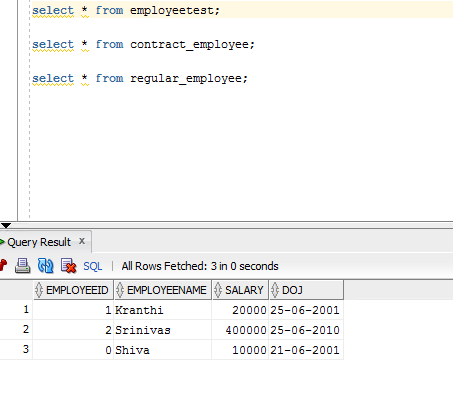 select * from employeetest;
select * from contract_employee;
select * from regular_employee;
Query Result x
SQL | All Rows Fetched: 3 in 0 seconds
EMPLOYEEID EMPLOYEENAME SALARY DOJ
1 1 Kranthi 20000 25-06-2001
2 2 Srinivas 400000 25-06-2010
3 0 Shiva 10000 21-06-2001